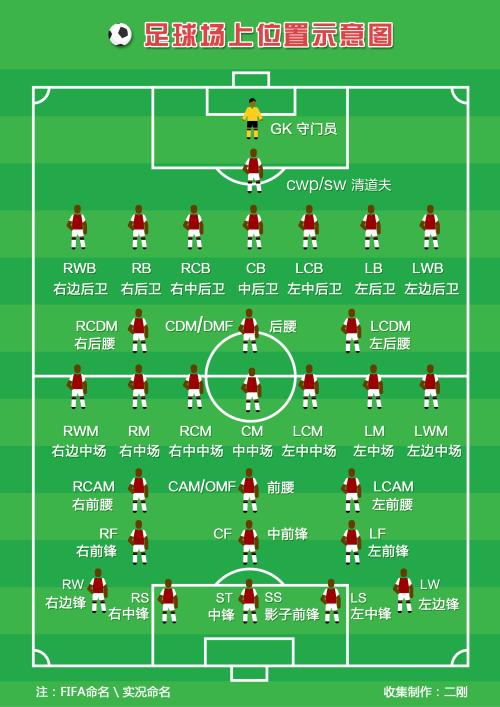 足球场上位置示意图
GK 守门员
cwp/sw 清道夫
RWB RB RCB CB LCB LB LWB
右边后卫 右后卫 右中后卫 中后卫 左中后卫 左后卫 左边后卫
RCDM CDM/DMF 后腰 LCDM
右后腰 左后腰
RWM RM RCM CM LCM LM LWM
右边中场 右中场 右中中场 中中场 左中中场 左中场 左边中场
RCAM CAM/OMF 前腰 LCAM
右前腰 左前腰
RF CF 中前锋 LF
右前锋 左前锋
RW RS ST SS LS LW
右边锋 右中锋 中锋 影子前锋 左中锋 左边锋
注：FIFA命名 \ 实况命名 收集制作：二刚